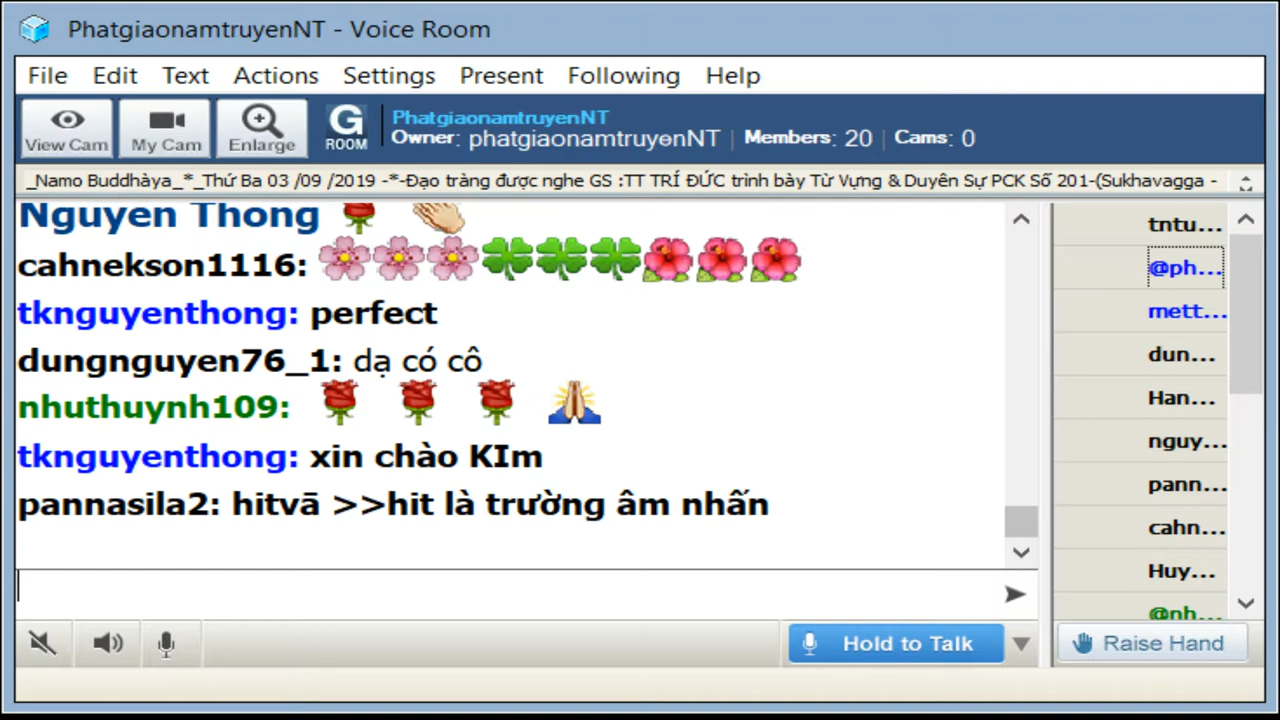 PhatgiaonamtruyenNT - Voice Room
File Edit Text Actions Settings Present Following Help
View Cam My Cam Enlarge G ROOM
PhatgiaonamtruyenNT
Owner: phatgiaonamtruyenNT | Members: 20 | Cams: 0
_Namo Buddhàya_*_Thứ Ba 03 /09 /2019 -*-Đạo tràng được nghe GS :TT TRÍ ĐỨC trình bày Từ Vựng & Duyên Sự PCK Số 201-(Sukhavagga -
Nguyen Thong
cahnekson1116:
tknguyenthong: perfect
dungnguyen76_1: dạ có cô
nhuthuynh109:
tknguyenthong: xin chào KIm
pannasila2: hitvā >>hit là trường âm nhấn
tntu...
@ph...
mett...
dun...
Han...
nguy...
pann...
cahn...
Huy...
@nh...
Hold to Talk
Raise Hand